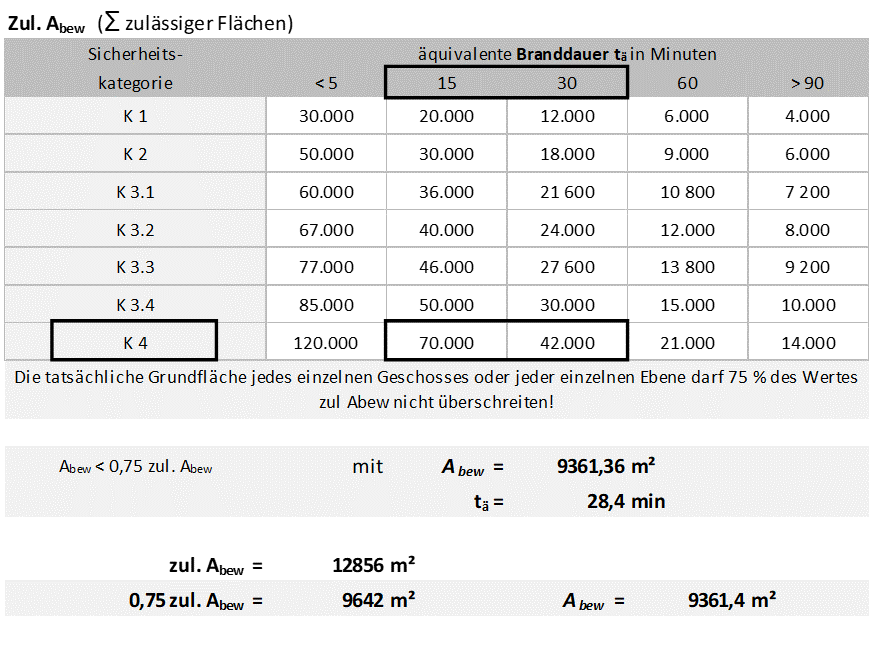 Zul. Abew (Σ zulässiger Flächen)
Sicherheits- äquivalente Branddauer tä in Minuten
kategorie < 5 15 30 60 > 90
K 1 30.000 20.000 12.000 6.000 4.000
K 2 50.000 30.000 18.000 9.000 6.000
K 3.1 60.000 36.000 21 600 10 800 7 200
K 3.2 67.000 40.000 24.000 12.000 8.000
K 3.3 77.000 46.000 27 600 13 800 9 200
K 3.4 85.000 50.000 30.000 15.000 10.000
K 4 120.000 70.000 42.000 21.000 14.000
Die tatsächliche Grundfläche jedes einzelnen Geschosses oder jeder einzelnen Ebene darf 75 % des Wertes
zul Abew nicht überschreiten!
Abew < 0,75 zul. Abew mit Abew = 9361,36 m²
tä = 28,4 min
zul. Abew = 12856 m²
0,75 zul. Abew = 9642 m² Abew = 9361,4 m²